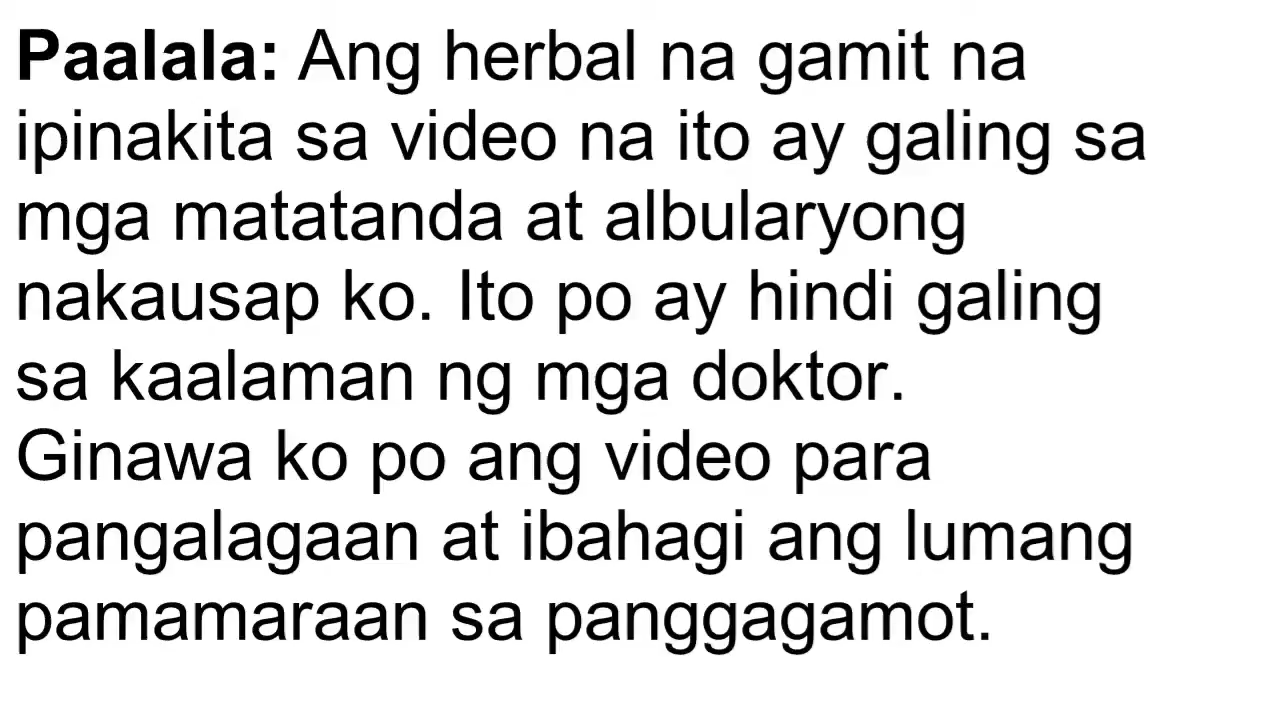 Paalala: Ang herbal na gamit na
ipinakita sa video na ito ay galing sa
mga matatanda at albularyong
nakausap ko. Ito po ay hindi galing
sa kaalaman ng mga doktor.
Ginawa ko po ang video para
pangalagaan at ibahagi ang lumang
pamamaraan sa panggagamot.